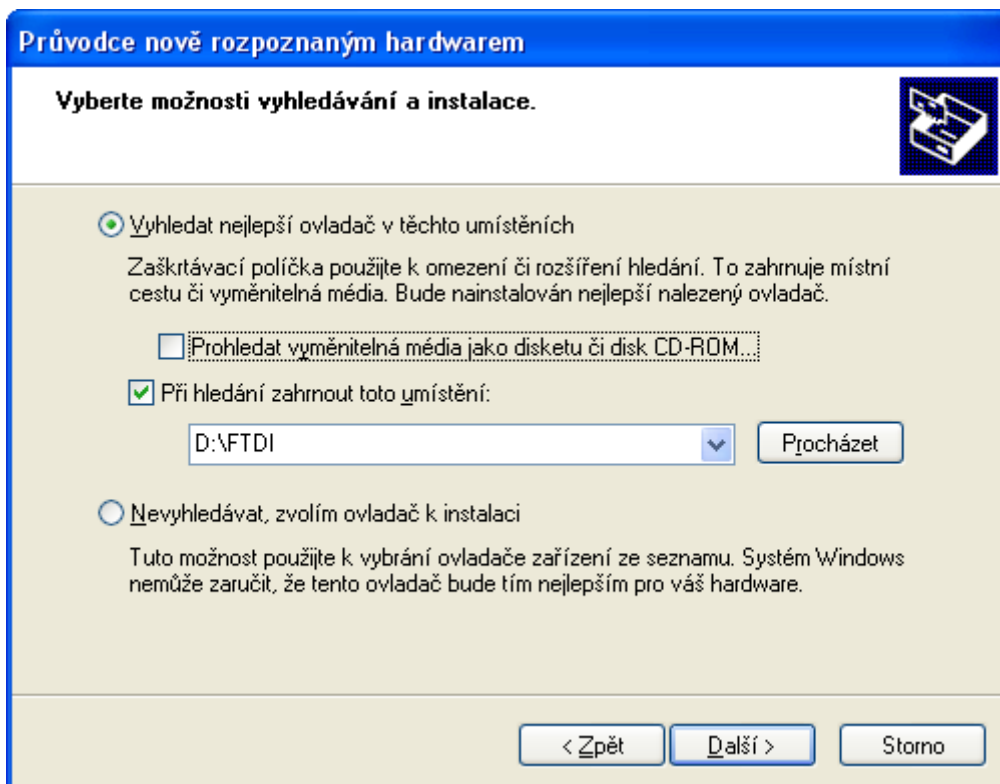 Průvodce nově rozpoznaným hardwarem
Vyberte možnosti vyhledávání a instalace.
Vyhledat nejlepší ovladač v těchto umístěních
Zaškrtávací políčka použijte k omezení či rozšíření hledání. To zahrnuje místní
cestu či vyměnitelná média. Bude nainstalován nejlepší nalezený ovladač.
Prohledat vyměnitelná média jako disketu či disk CD-ROM...
Při hledání zahrnout toto umístění:
D:\FTDI
Procházet
Nevyhledávat, zvolím ovladač k instalaci
Tuto možnost použijte k vybrání ovladače zařízení ze seznamu. Systém Windows
nemůže zaručit, že tento ovladač bude tím nejlepším pro váš hardware.
< Zpět
Další >
Storno